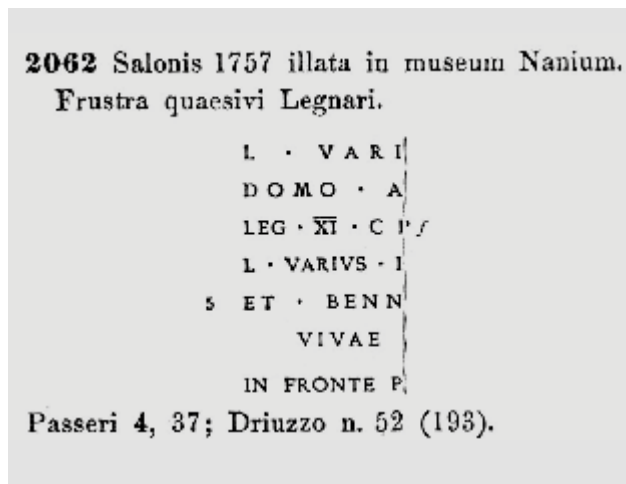 2062 Salonis 1757 illata in museum Nanium.
Frustra quaesivi Legnari.
L · VARI
DOMO · A
LEG · X̅I̅ · C P f
L · VARIVS · I
5 ET · BENN
VIVAE
IN FRONTE P
Passeri 4, 37; Driuzzo n. 52 (193).